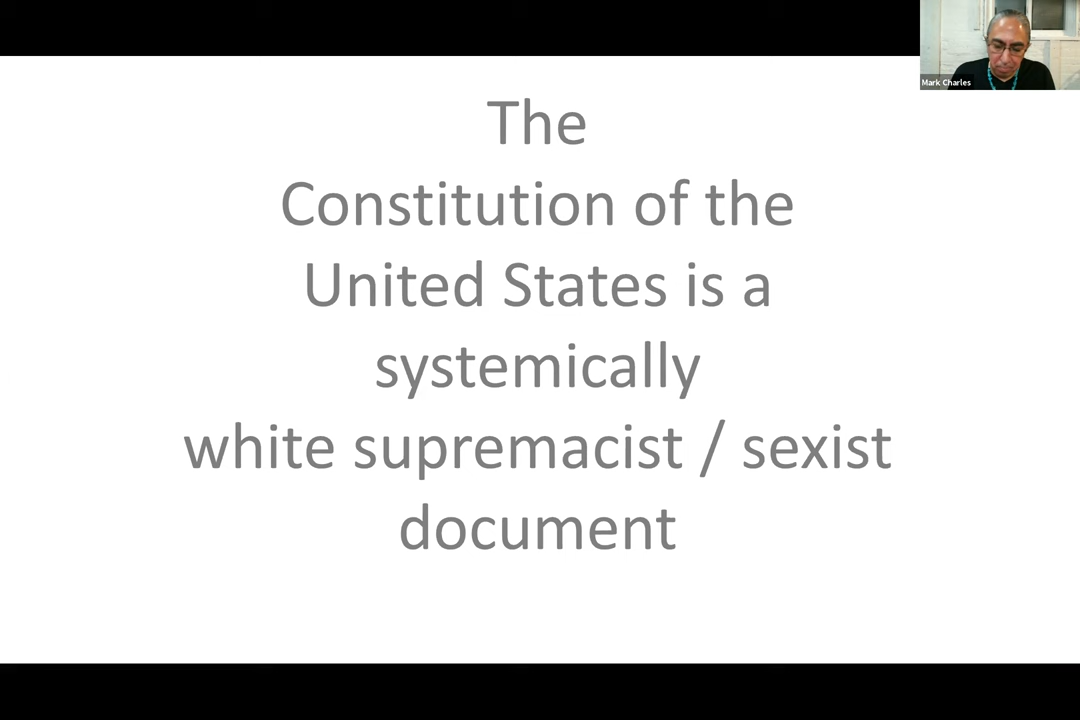 Mark Charles
The
Constitution of the
United States is a
systemically
white supremacist / sexist
document